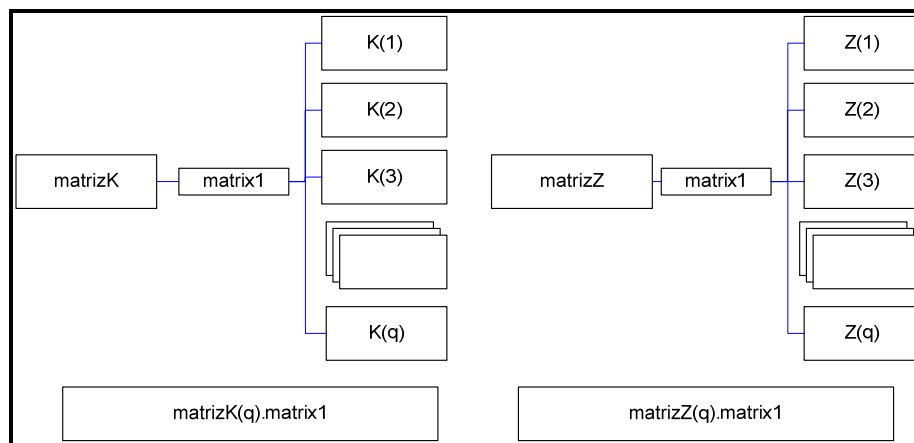 K(1)
K(2)
K(3)
matrizK
matrix1
K(q)
matrizK(q).matrix1
Z(1)
Z(2)
Z(3)
matrizZ
matrix1
Z(q)
matrizZ(q).matrix1